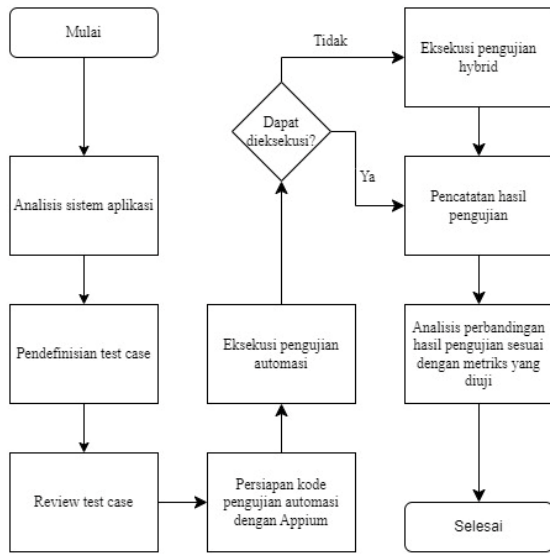 Mulai
Analisis sistem aplikasi
Pendefinisian test case
Review test case
Persiapan kode
pengujian automasi
dengan Appium
Eksekusi pengujian
automasi
Dapat
dieksekusi?
Tidak
Ya
Eksekusi pengujian
hybrid
Pencatatan hasil
pengujian
Analisis perbandingan
hasil pengujian sesuai
dengan metriks yang
diuji
Selesai